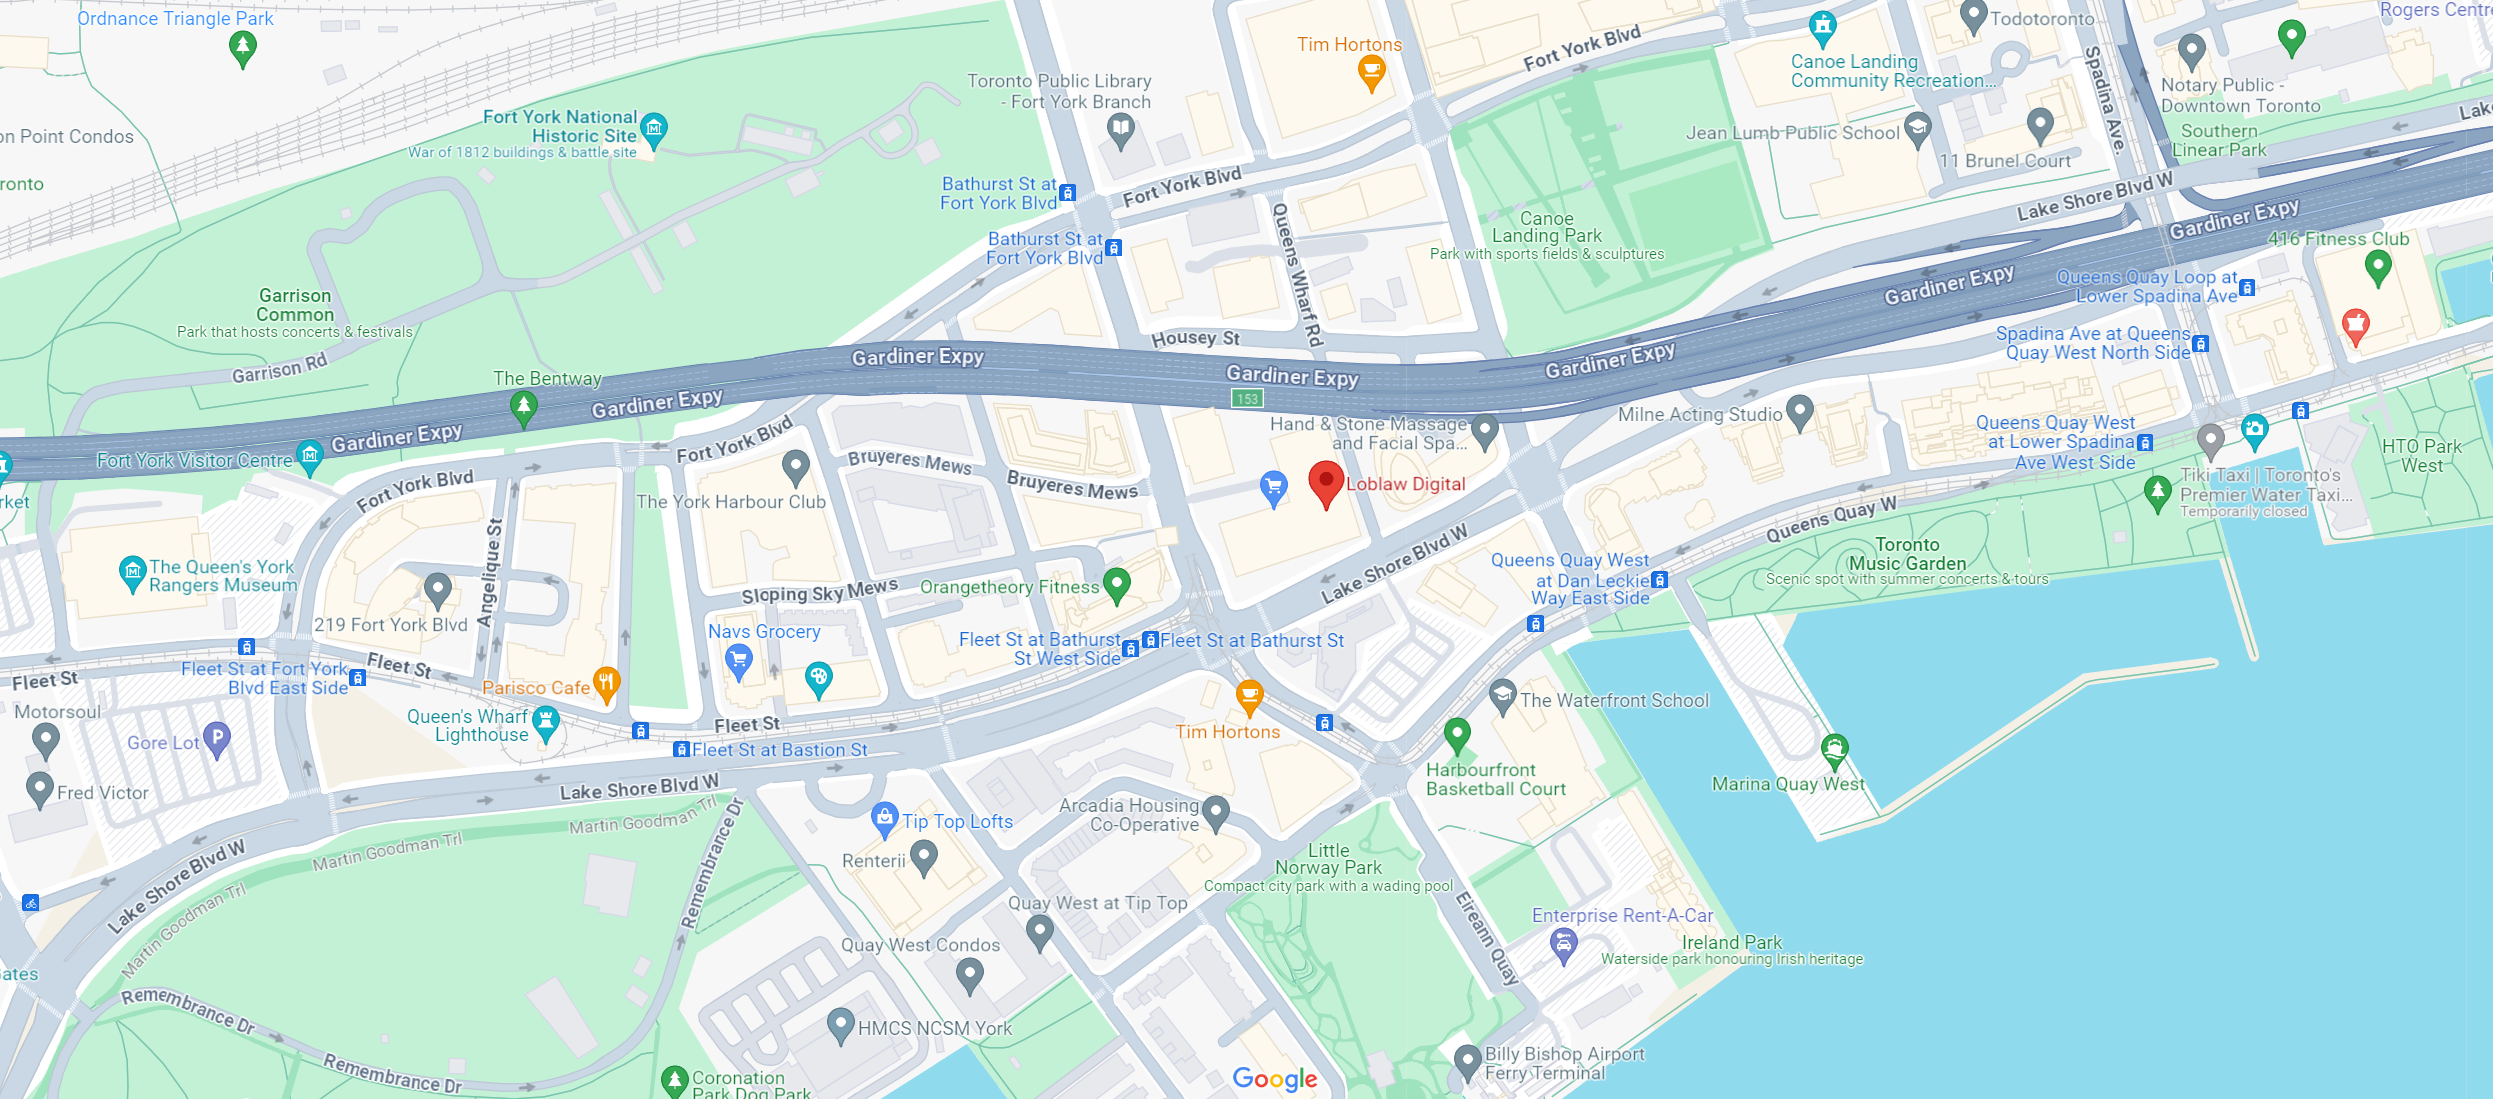 Ordnance Triangle Park
on Point Condos
ronto
Fort York National
Historic Site
War of 1812 buildings & battle site
Toronto Public Library
- Fort York Branch
Tim Hortons
Fort York Blvd
Canoe Landing
Community Recreation...
Todotoronto
Spadina Ave.
Rogers Centre
Notary Public -
Downtown Toronto
Southern
Linear Park
Lake
Jean Lumb Public School
11 Brunel Court
Lake Shore Blvd W
Gardiner Expy
416 Fitness Club
Bathurst St at
Fort York Blvd
Fort York Blvd
Bathurst St at
Fort York Blvd
Queens Wharf Rd
Canoe
Landing Park
Park with sports fields & sculptures
Garrison
Common
Park that hosts concerts & festivals
Garrison Rd
The Bentway
Gardiner Expy
Gardiner Expy
Gardiner Expy
Housey St
Gardiner Expy
153
Gardiner Expy
Gardiner Expy
Queens Quay Loop at
Lower Spadina Ave
Spadina Ave at Queens
Quay West North Side
Fort York Visitor Centre
rket
Fort York Blvd
Fort York Blvd
Bruyeres Mews
Bruyeres Mews
The York Harbour Club
Hand & Stone Massage
and Facial Spa...
Milne Acting Studio
Loblaw Digital
Queens Quay West
at Lower Spadina
Ave West Side
HTO Park
West
Tiki Taxi | Toronto's
Premier Water Taxi...
Temporarily closed
Queens Quay W
Toronto
Music Garden
Scenic spot with summer concerts & tours
The Queen's York
Rangers Museum
Angelique St
219 Fort York Blvd
Sloping Sky Mews
Orangetheory Fitness
Lake Shore Blvd W
Queens Quay West
at Dan Leckie
Way East Side
Navs Grocery
Fleet St at Bathurst
St West Side
Fleet St at Bathurst St
Fleet St
Fleet St
Fleet St at Fort York
Blvd East Side
Parisco Cafe
Motorsoul
Gore Lot
Queen's Wharf
Lighthouse
Fleet St
Fleet St at Bastion St
Tim Hortons
The Waterfront School
Harbourfront
Basketball Court
Marina Quay West
Fred Victor
Lake Shore Blvd W
Martin Goodman Trl
Martin Goodman Trl
Lake Shore Blvd W
Martin Goodman Trl
Remembrance Dr
Tip Top Lofts
Renterii
Arcadia Housing
Co-Operative
Little
Norway Park
Compact city park with a wading pool
Eireann Quay
Quay West at Tip Top
Quay West Condos
Enterprise Rent-A-Car
Ireland Park
Waterside park honouring Irish heritage
Gates
Remembrance Dr
Remembrance Dr
HMCS NCSM York
Coronation
Park Dog Park
Google
Billy Bishop Airport
Ferry Terminal